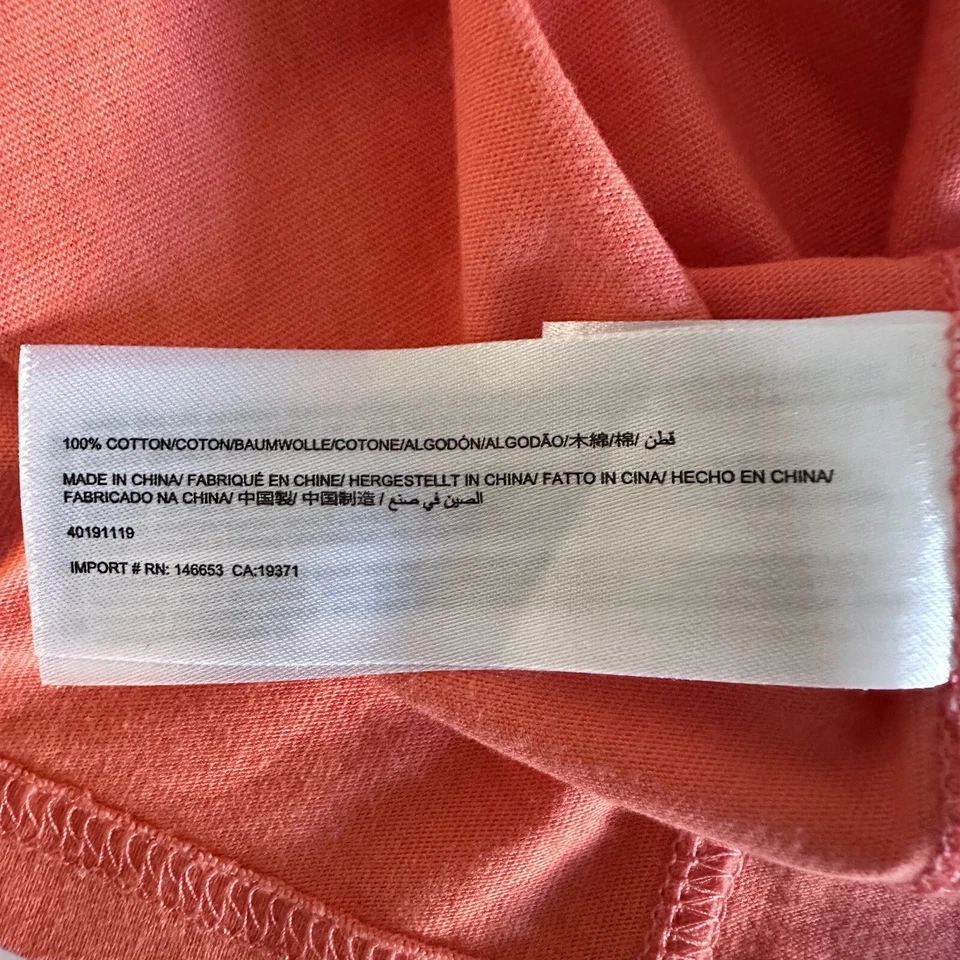 100% COTTON/COTON/BAUMWOLLE/COTONE/ALGODÓN/ALGODÃO/木綿/棉/ قطن
MADE IN CHINA/ FABRIQUÉ EN CHINE/ HERGESTELLT IN CHINA/ FATTO IN CINA/ HECHO EN CHINA/
FABRICADO NA CHINA/ 中国製/ 中国制造 / الصين في صنع
40191119
IMPORT # RN: 146653 CA:19371